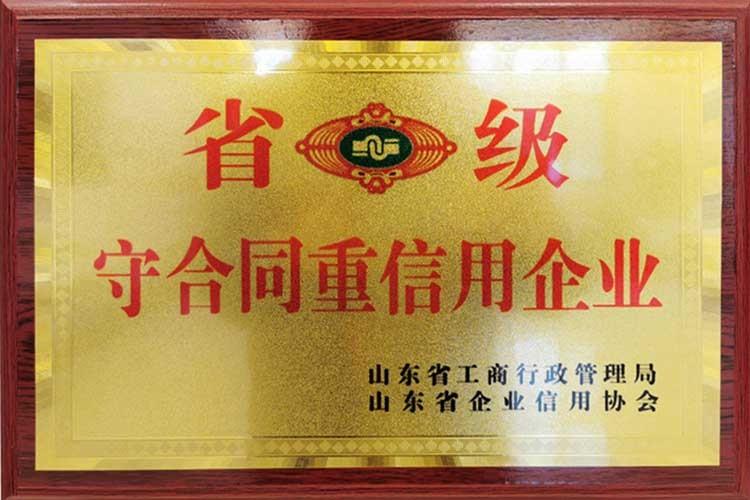 省级
守合同重信用企业
山东省工商行政管理局
山东省企业信用协会